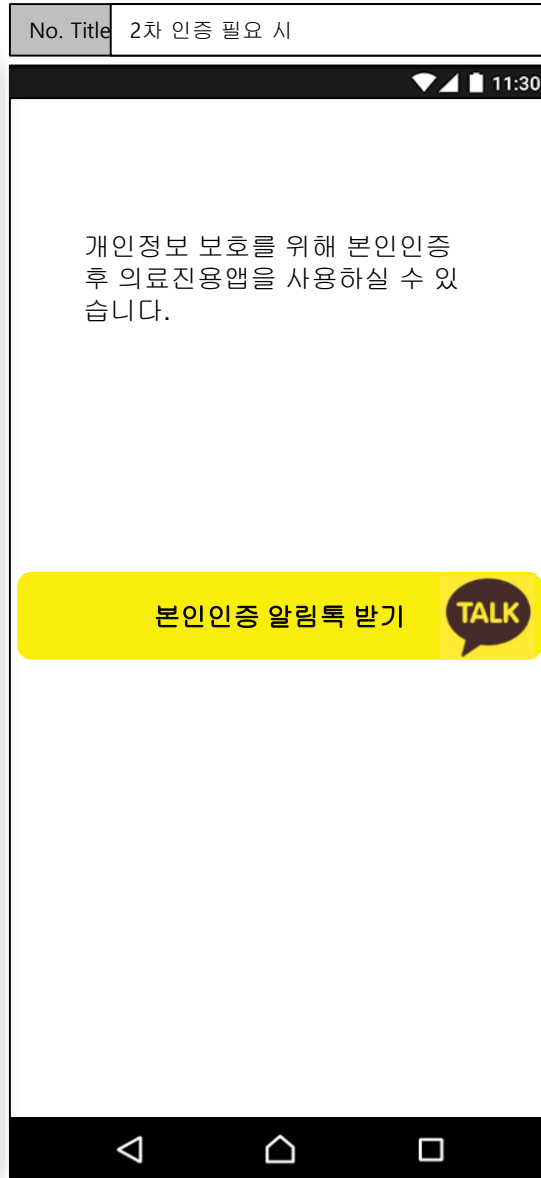 No. Title 2차 인증 필요 시
11:30
개인정보 보호를 위해 본인인증
후 의료진용앱을 사용하실 수 있
습니다.
본인인증 알림톡 받기 TALK